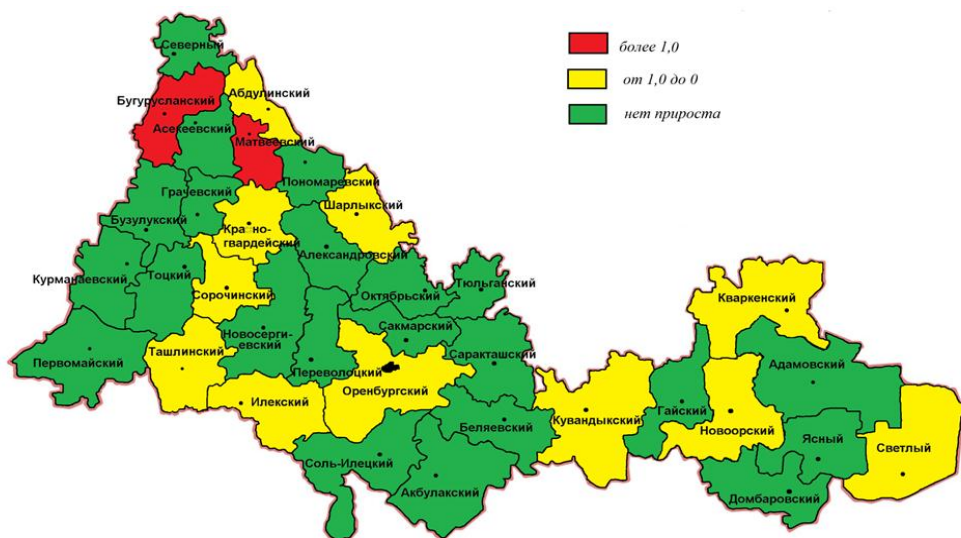 Северный
более 1,0
от 1,0 до 0
нет прироста
Бугурусланский
Абдулинский
Асекеевский
Матвеевский
Пономаревский
Грачевский
Шарлыкский
Бузулукский
Красно-
гвардейский
Александровский
Курманаевский
Тоцкий
Сорочинский
Октябрьский
Тюльганский
Кваркенский
Новосерги-
евский
Сакмарский
Первомайский
Ташлинский
Саракташский
Адамовский
Переволоцкий
Оренбургский
Илекский
Гайский
Кувандыкский
Беляевский
Новоорский
Ясный
Светлый
Соль-Илецкий
Акбулакский
Домбаровский